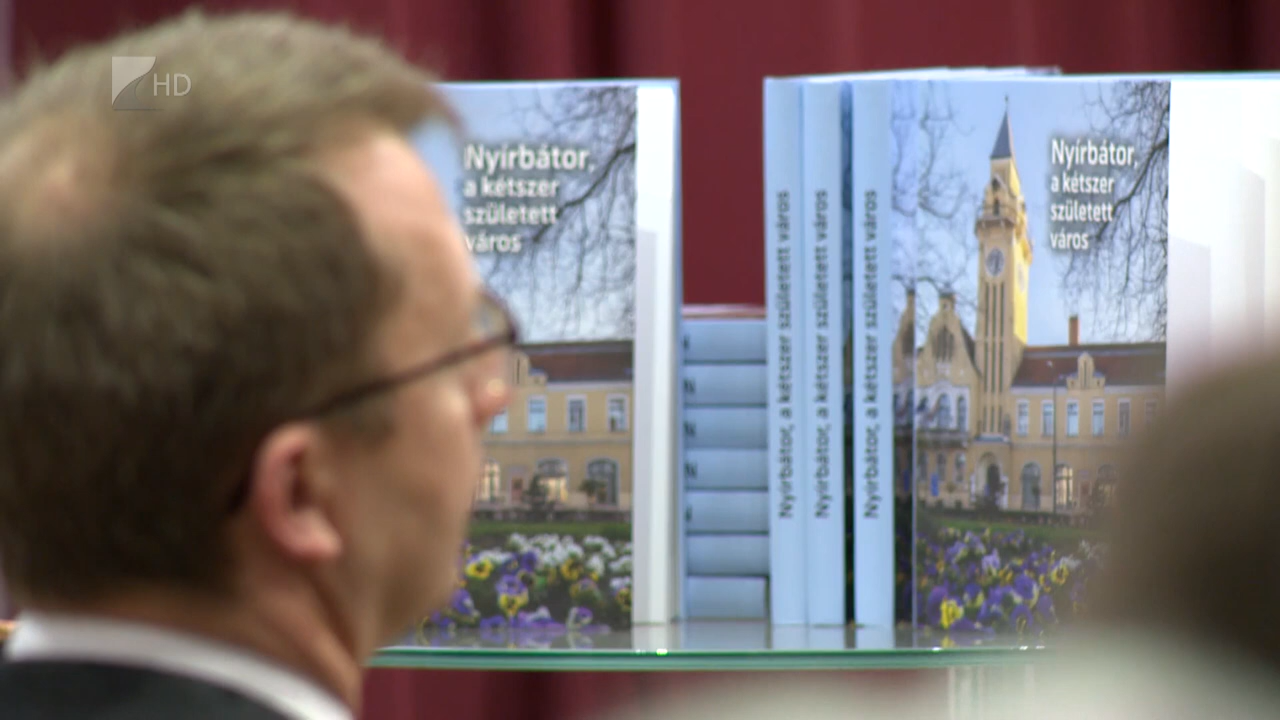 HD
Nyírbátor,
a kétszer
született
város
Nyírbátor, a kétszer született város
Nyírbátor, a kétszer született város
Nyírbátor, a kétszer született város
Nyírbátor,
a kétszer
született
város